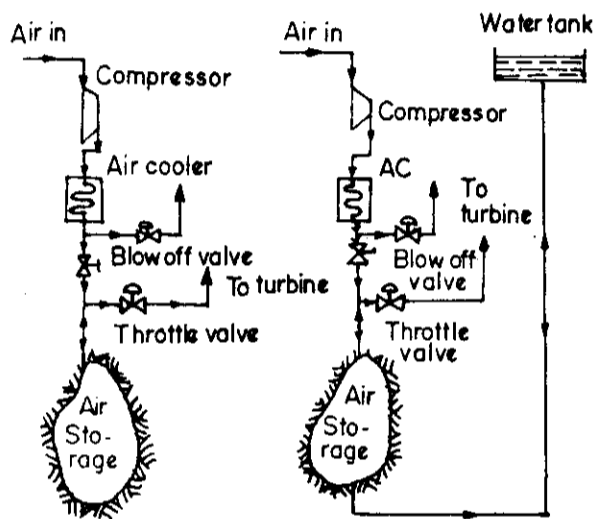 Air in
Compressor
Air cooler
Blow off valve
To turbine
Throttle valve
Air
Sto-
rage
Air in
Compressor
AC
To
turbine
Blow off
valve
Throttle
valve
Air
Sto-
rage
Water tank